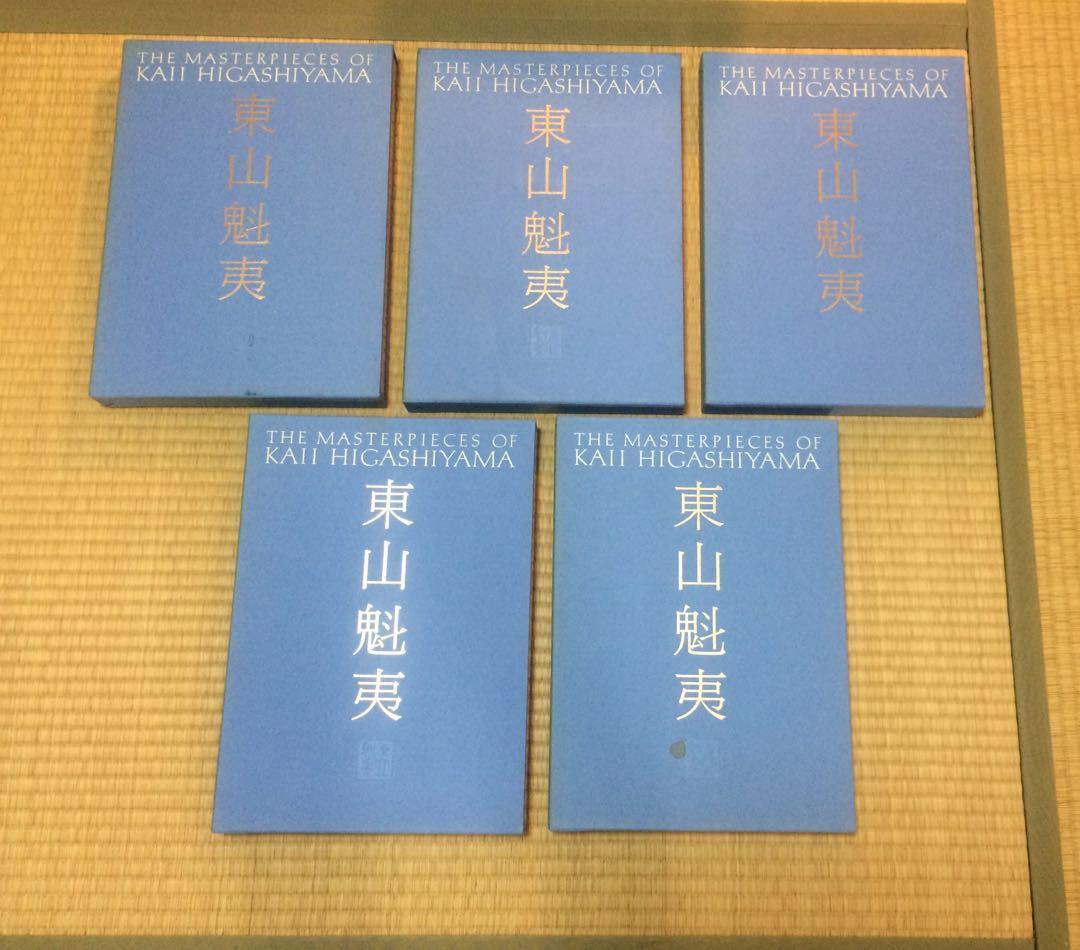 THE MASTERPIECES OF
KAII HIGASHIYAMA
東山魁夷
THE MASTERPIECES OF
KAII HIGASHIYAMA
東山魁夷
THE MASTERPIECES OF
KAII HIGASHIYAMA
東山魁夷
THE MASTERPIECES OF
KAII HIGASHIYAMA
東山魁夷
THE MASTERPIECES OF
KAII HIGASHIYAMA
東山魁夷